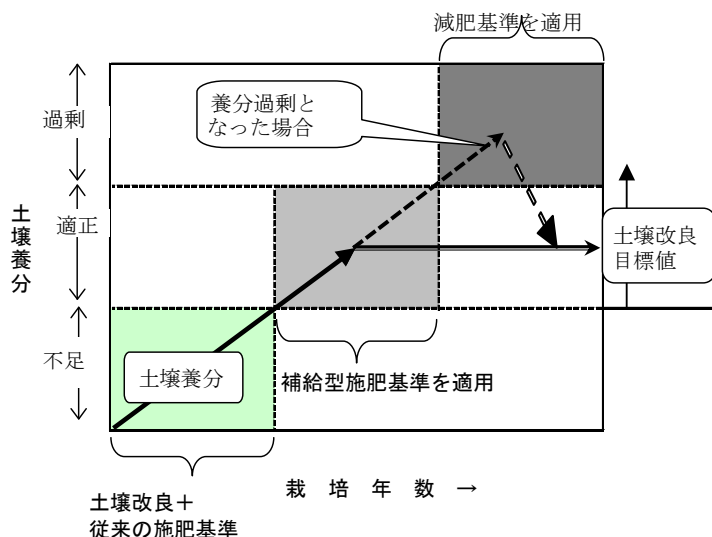 減肥基準を適用
過剰
養分過剰と
なった場合
土壌養分
適正
土壌改良
目標値
不足
土壌養分
補給型施肥基準を適用
栽 培 年 数 →
土壌改良＋
従来の施肥基準